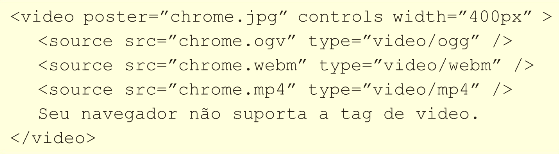 <video poster=”chrome.jpg” controls width=”400px” >
<source src=”chrome.ogv” type=”video/ogg” />
<source src=”chrome.webm” type=”video/webm” />
<source src=”chrome.mp4” type=”video/mp4” />
Seu navegador não suporta a tag de video.
</video>